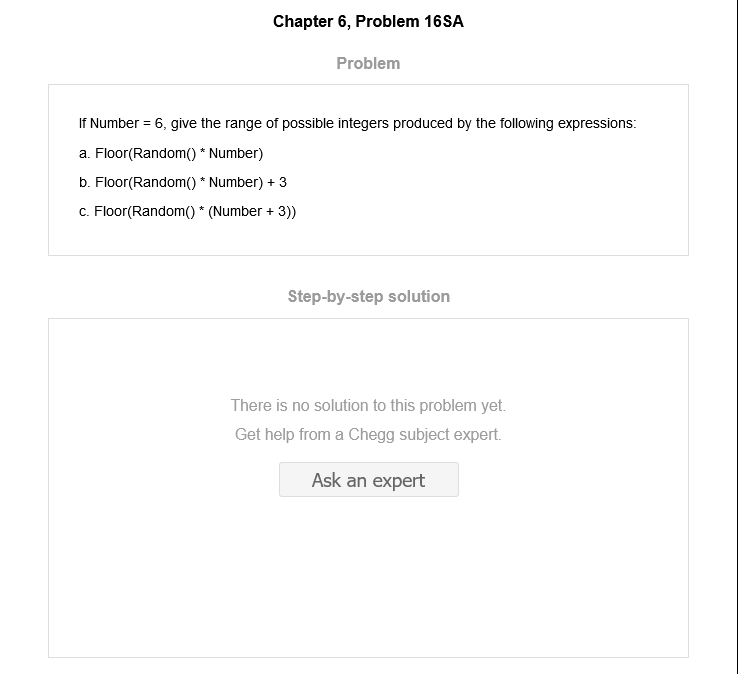 Chapter 6, Problem 16SA
Problem
If Number = 6, give the range of possible integers produced by the following expressions:
a. Floor(Random() * Number)
b. Floor(Random() * Number) + 3
c. Floor(Random() * (Number + 3))
Step-by-step solution
There is no solution to this problem yet.
Get help from a Chegg subject expert.
Ask an expert